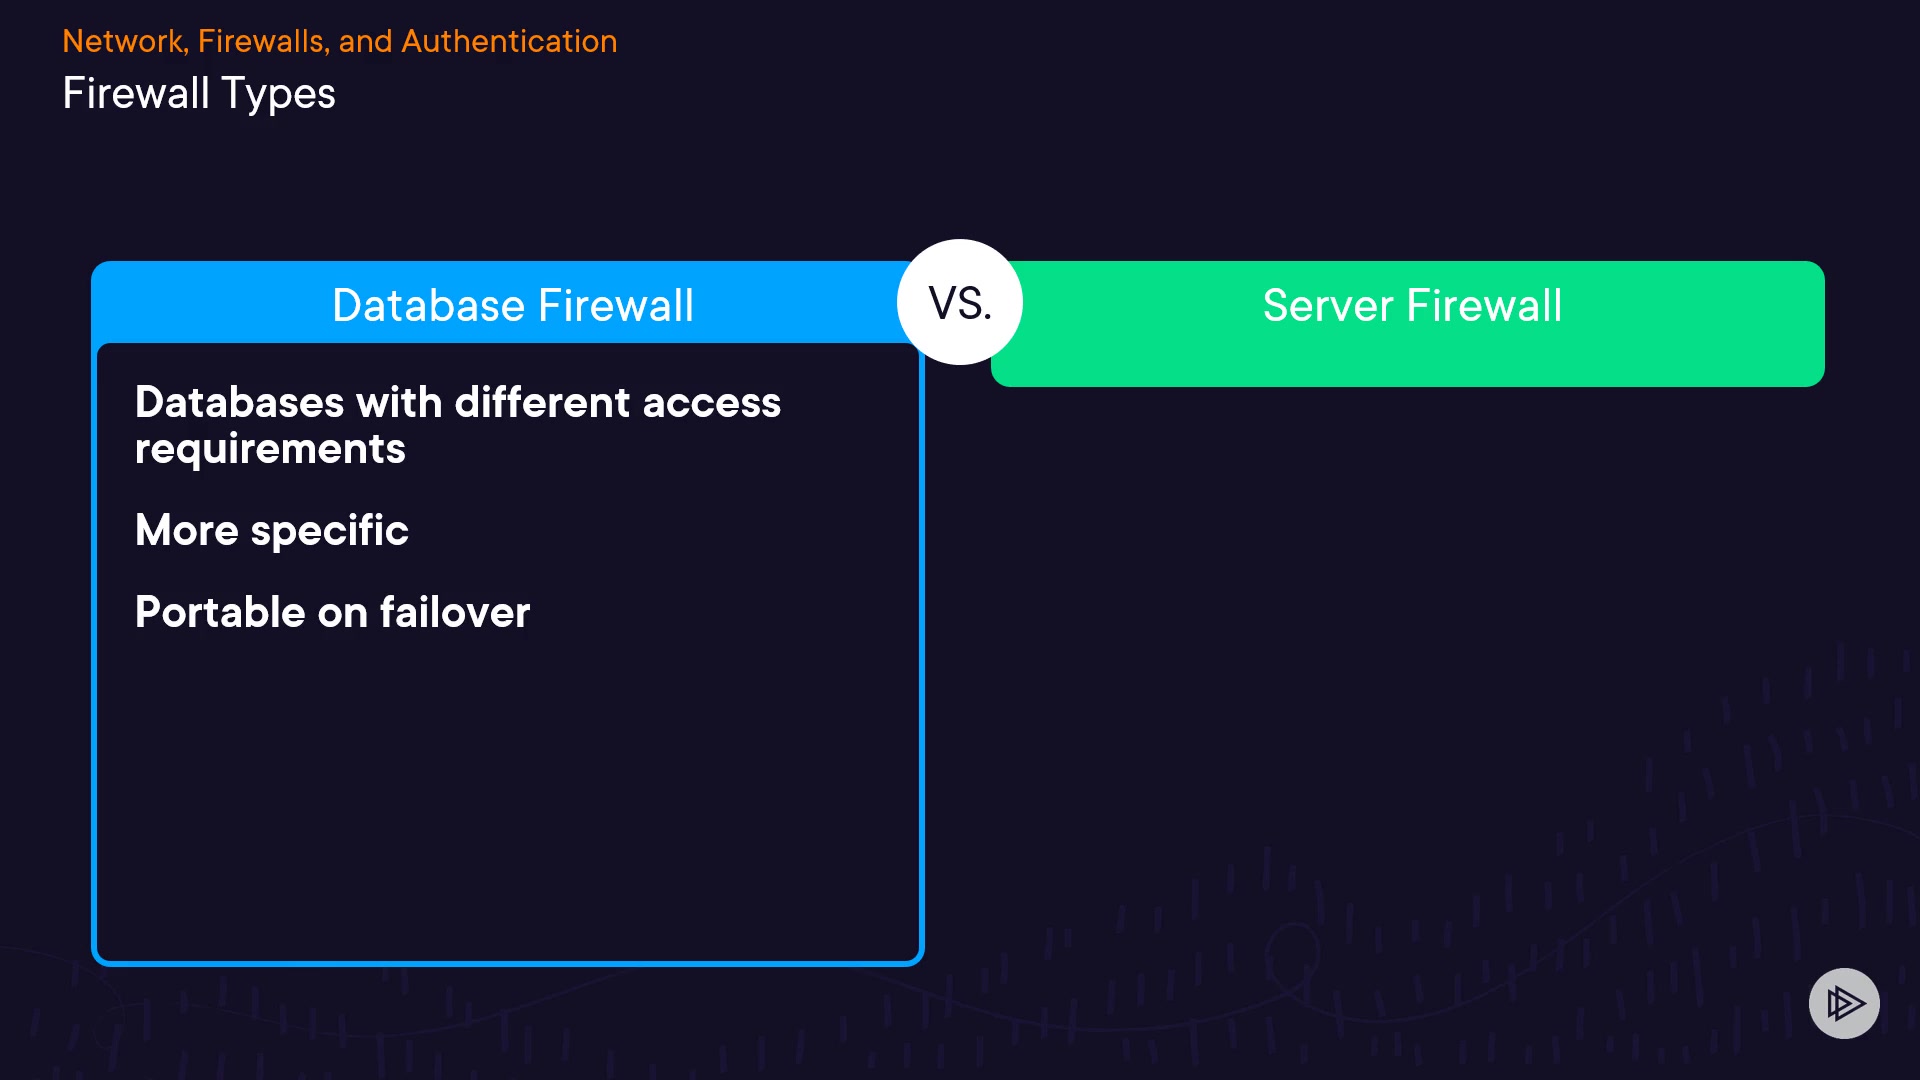 Network, Firewalls, and Authentication
Firewall Types
Database Firewall
VS.
Server Firewall
Databases with different access
requirements
More specific
Portable on failover